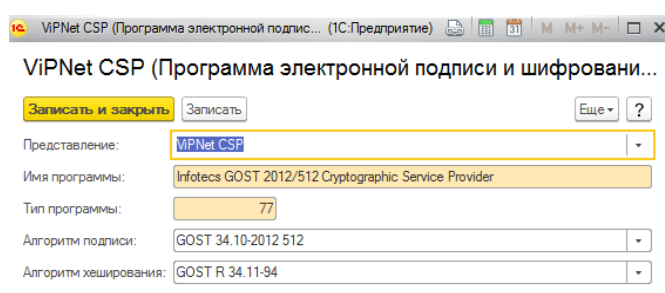 ViPNet CSP (Программа электронной подпис... (1С:Предприятие) 31 M M+ M-
ViPNet CSP (Программа электронной подписи и шифровани...
Записать и закрыть Записать Еще ?
Представление: ViPNet CSP
Имя программы: Infotecs GOST 2012/512 Cryptographic Service Provider
Тип программы: 77
Алгоритм подписи: GOST 34.10-2012 512
Алгоритм хеширования: GOST R 34.11-94